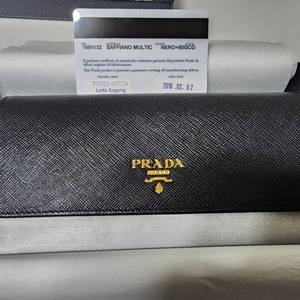 1MH132 SAFFIANO MULTIC NERO+BISCO
Il presente certificato di autenticità costituisce garanzia del prodotto Prada da
difetti originari di fabbricazione.
This Prada product is granted a guarantee covering all manufacturing defects.
Lotte Sogong
2019. 02. 02
PRADA
MILANO